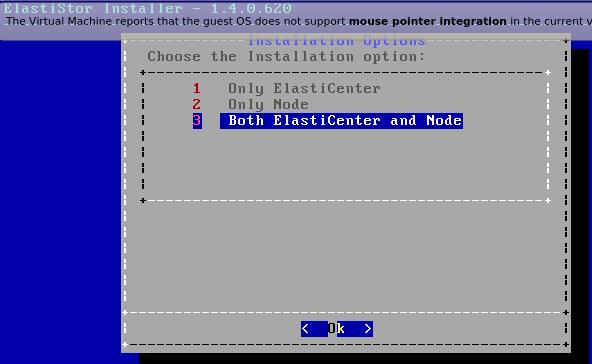 ElastiStor Installer - 1.4.0.620
The Virtual Machine reports that the guest OS does not support mouse pointer integration in the current v
Installation Options
Choose the Installation option:
1 Only ElastiCenter
2 Only Node
3 Both ElastiCenter and Node
< Ok >